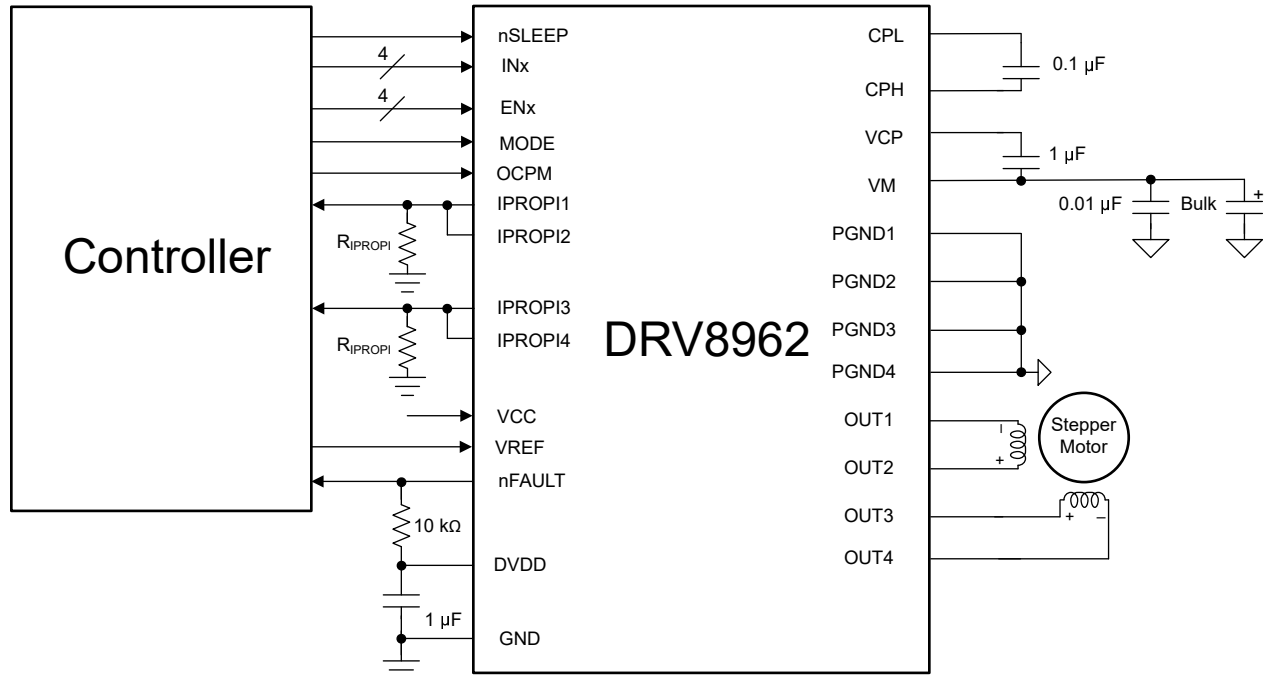 Controller
DRV8962
nSLEEP
4
INx
4
ENx
MODE
OCPM
IPROPI1
IPROPI2
RIPROPI
IPROPI3
IPROPI4
RIPROPI
VCC
VREF
nFAULT
10 kΩ
DVDD
1 µF
GND
CPL
0.1 µF
CPH
VCP
1 µF
VM
0.01 µF
Bulk
+
PGND1
PGND2
PGND3
PGND4
OUT1
–
+
OUT2
Stepper
Motor
OUT3
+ –
OUT4